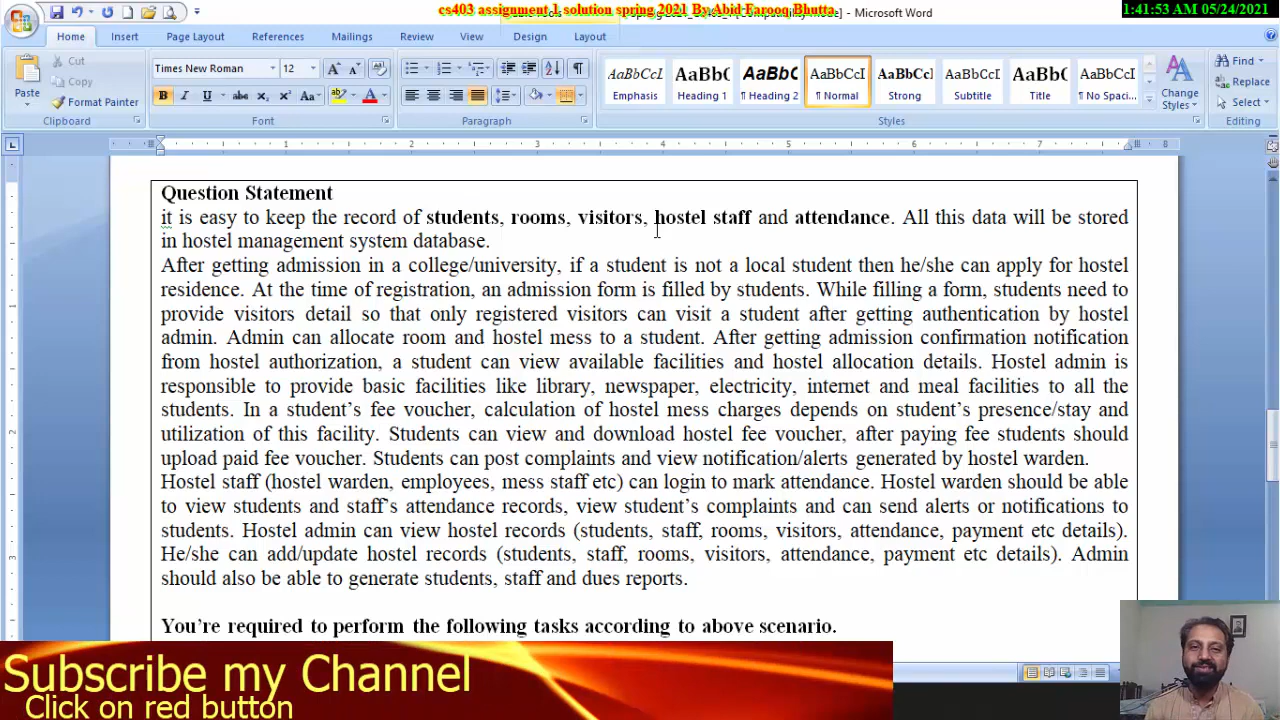 cs403 assignment 1 solution spring 2021 By Abid Farooq Bhutta
- Microsoft Word
1:41:53 AM 05/24/2021
Home Insert Page Layout References Mailings Review View Design Layout
Paste
Cut
Copy
Format Painter
Clipboard
Times New Roman 12
Font
Paragraph
AaBbCcI AaBbC AaBbC AaBbCcI AaBbCc AaBbCcI AaBbC AaBbCcI
Emphasis Heading 1 ¶ Heading 2 ¶ Normal Strong Subtitle Title ¶ No Spaci...
Change Styles
Styles
Find
Replace
Select
Editing
1 2 3 4 5 6 7 8
Question Statement
it is easy to keep the record of students, rooms, visitors, hostel staff and attendance. All this data will be stored
in hostel management system database.
After getting admission in a college/university, if a student is not a local student then he/she can apply for hostel
residence. At the time of registration, an admission form is filled by students. While filling a form, students need to
provide visitors detail so that only registered visitors can visit a student after getting authentication by hostel
admin. Admin can allocate room and hostel mess to a student. After getting admission confirmation notification
from hostel authorization, a student can view available facilities and hostel allocation details. Hostel admin is
responsible to provide basic facilities like library, newspaper, electricity, internet and meal facilities to all the
students. In a student's fee voucher, calculation of hostel mess charges depends on student's presence/stay and
utilization of this facility. Students can view and download hostel fee voucher, after paying fee students should
upload paid fee voucher. Students can post complaints and view notification/alerts generated by hostel warden.
Hostel staff (hostel warden, employees, mess staff etc) can login to mark attendance. Hostel warden should be able
to view students and staff's attendance records, view student's complaints and can send alerts or notifications to
students. Hostel admin can view hostel records (students, staff, rooms, visitors, attendance, payment etc details).
He/she can add/update hostel records (students, staff, rooms, visitors, attendance, payment etc details). Admin
should also be able to generate students, staff and dues reports.
You're required to perform the following tasks according to above scenario.
Subscribe my Channel
Click on red button